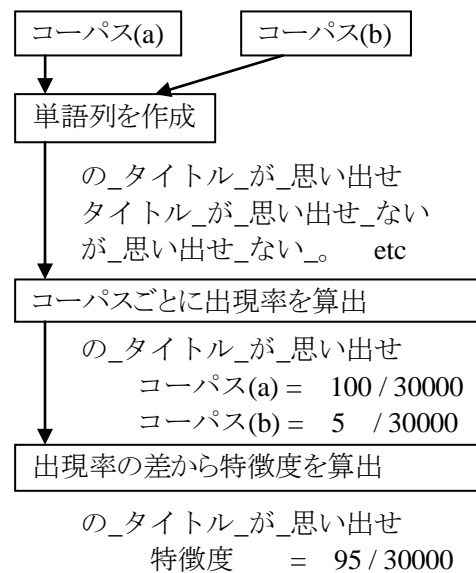 コーパス(a) コーパス(b)
単語列を作成
の_タイトル_が_思い出せ
タイトル_が_思い出せ_ない
が_思い出せ_ない_。 etc
コーパスごとに出現率を算出
の_タイトル_が_思い出せ
コーパス(a) = 100 / 30000
コーパス(b) = 5 / 30000
出現率の差から特徴度を算出
の_タイトル_が_思い出せ
特徴度 = 95 / 30000